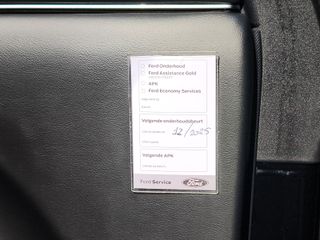 Ford Onderhoud
Ford Assistance Gold
APK
Ford Economy Services
Volgende onderhoudsbeurt
12/2025
Volgende APK
Ford Service
Ford